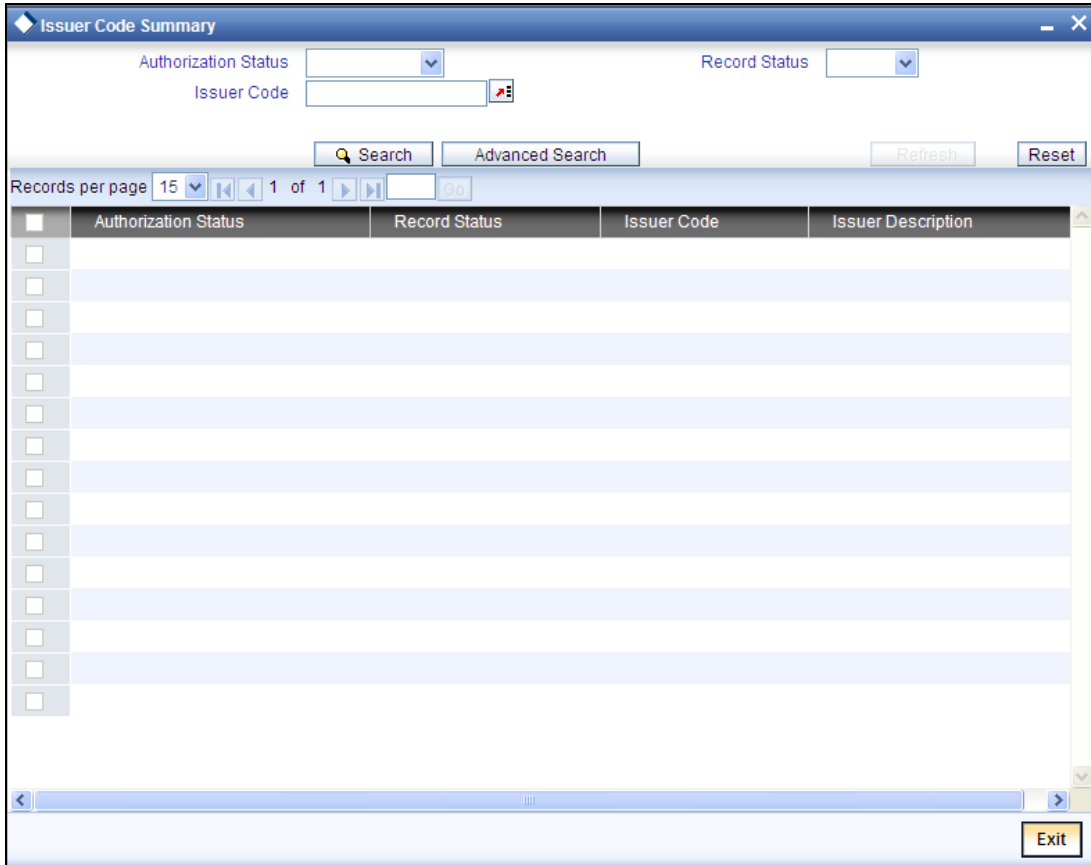 Issuer Code Summary
Authorization Status Record Status
Issuer Code
Search Advanced Search Refresh Reset
Records per page 15 1 of 1 Go
Authorization Status Record Status Issuer Code Issuer Description
Exit